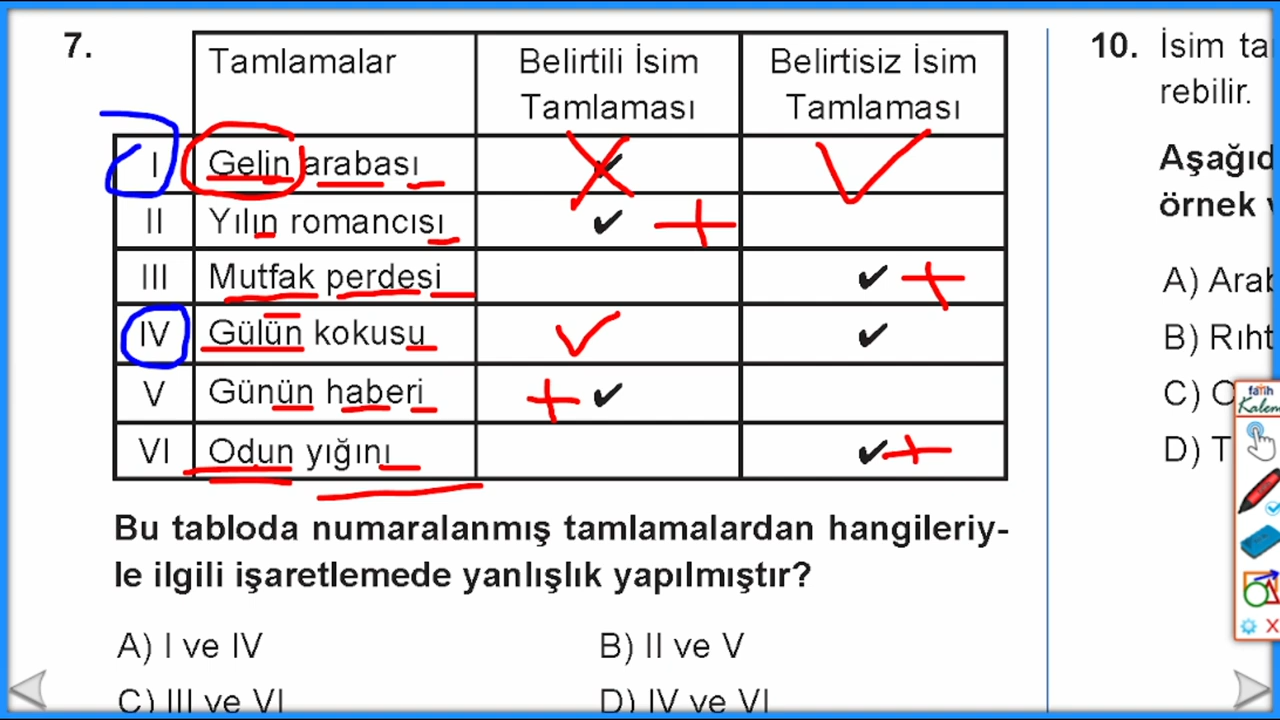 7.
Tamlamalar
Belirtili İsim
Tamlaması
Belirtisiz İsim
Tamlaması
I Gelin arabası ✔
II Yılın romancısı ✔
III Mutfak perdesi ✔
IV Gülün kokusu ✔
V Günün haberi ✔
VI Odun yığını ✔
Bu tabloda numaralanmış tamlamalardan hangileriy-
le ilgili işaretlemede yanlışlık yapılmıştır?
A) I ve IV
B) II ve V
C) III ve VI
D) IV ve VI
10. İsim ta
rebilir.
Aşağıd
örnek v
A) Arab
B) Rıht
C) O
D) T
fatih
Kalem
X